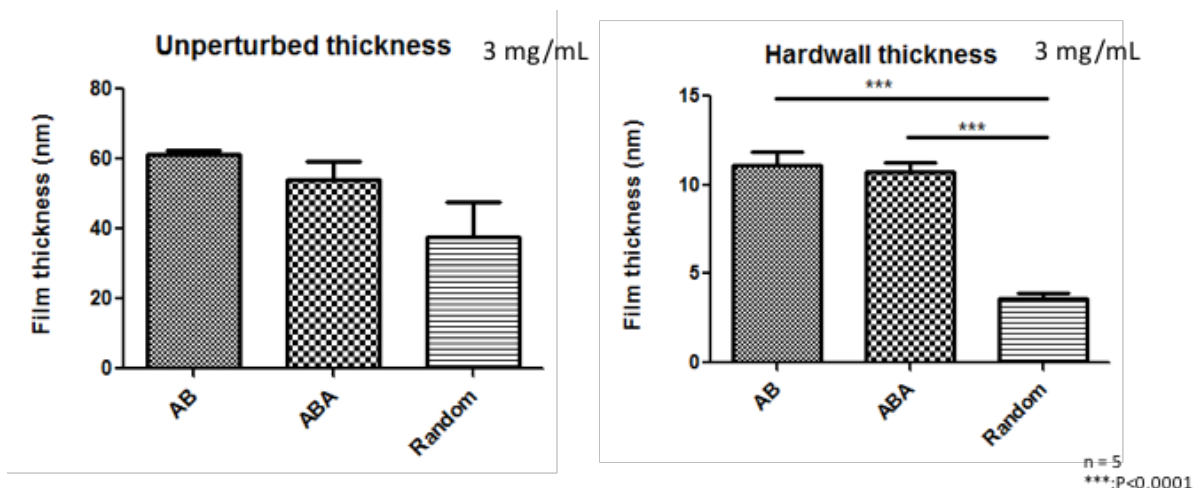 Unperturbed thickness 3 mg/mL
Film thickness (nm)
80
60
40
20
0
AB
ABA
Random
Hardwall thickness 3 mg/mL
Film thickness (nm)
15
10
5
0
***
***
AB
ABA
Random
n = 5
***:P<0.0001